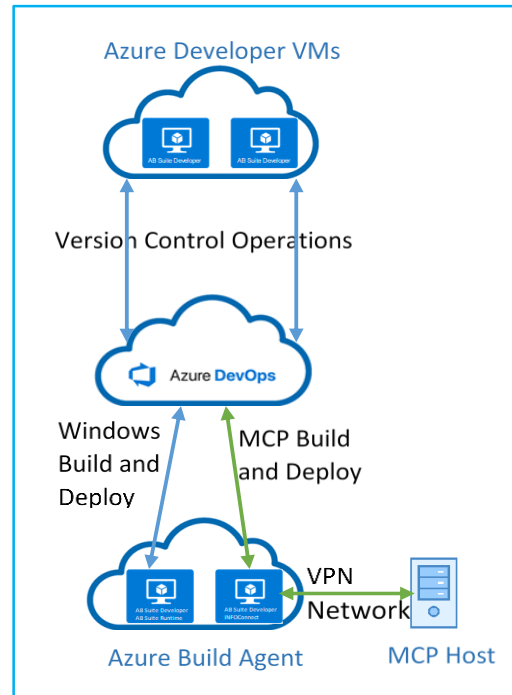 Azure Developer VMs
AB Suite Developer
AB Suite Developer
Version Control Operations
Azure DevOps
Windows
Build and
Deploy
MCP Build
and Deploy
AB Suite Developer
AB Suite Runtime
AB Suite Developer
INFOConnect
VPN
Network
Azure Build Agent
MCP Host